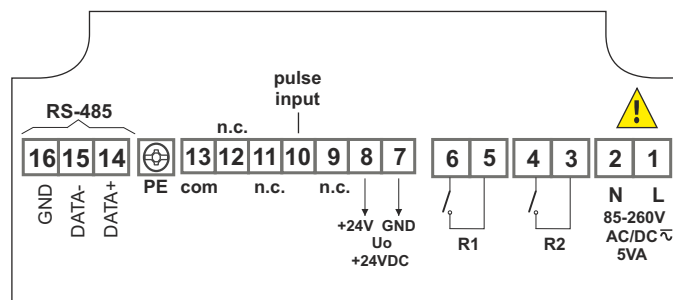 pulse
input
RS-485
n.c.
16 15 14 13 12 11 10 9 8 7 6 5 4 3 2 1
PE com n.c. n.c. N L
GND DATA- DATA+
+24V GND
Uo
+24VDC
R1 R2
85-260V
AC/DC
5VA